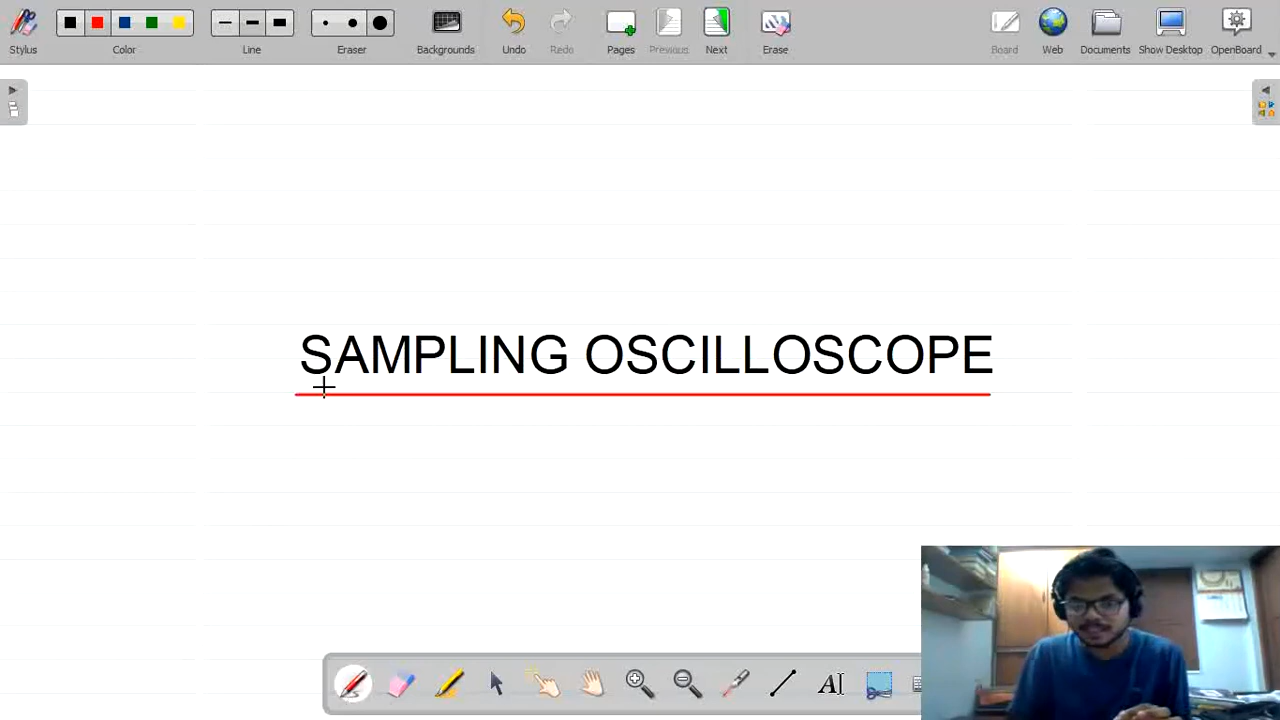 Stylus Color Line Eraser Backgrounds Undo Redo Pages Previous Next Erase Board Web Documents Show Desktop OpenBoard
SAMPLING OSCILLOSCOPE